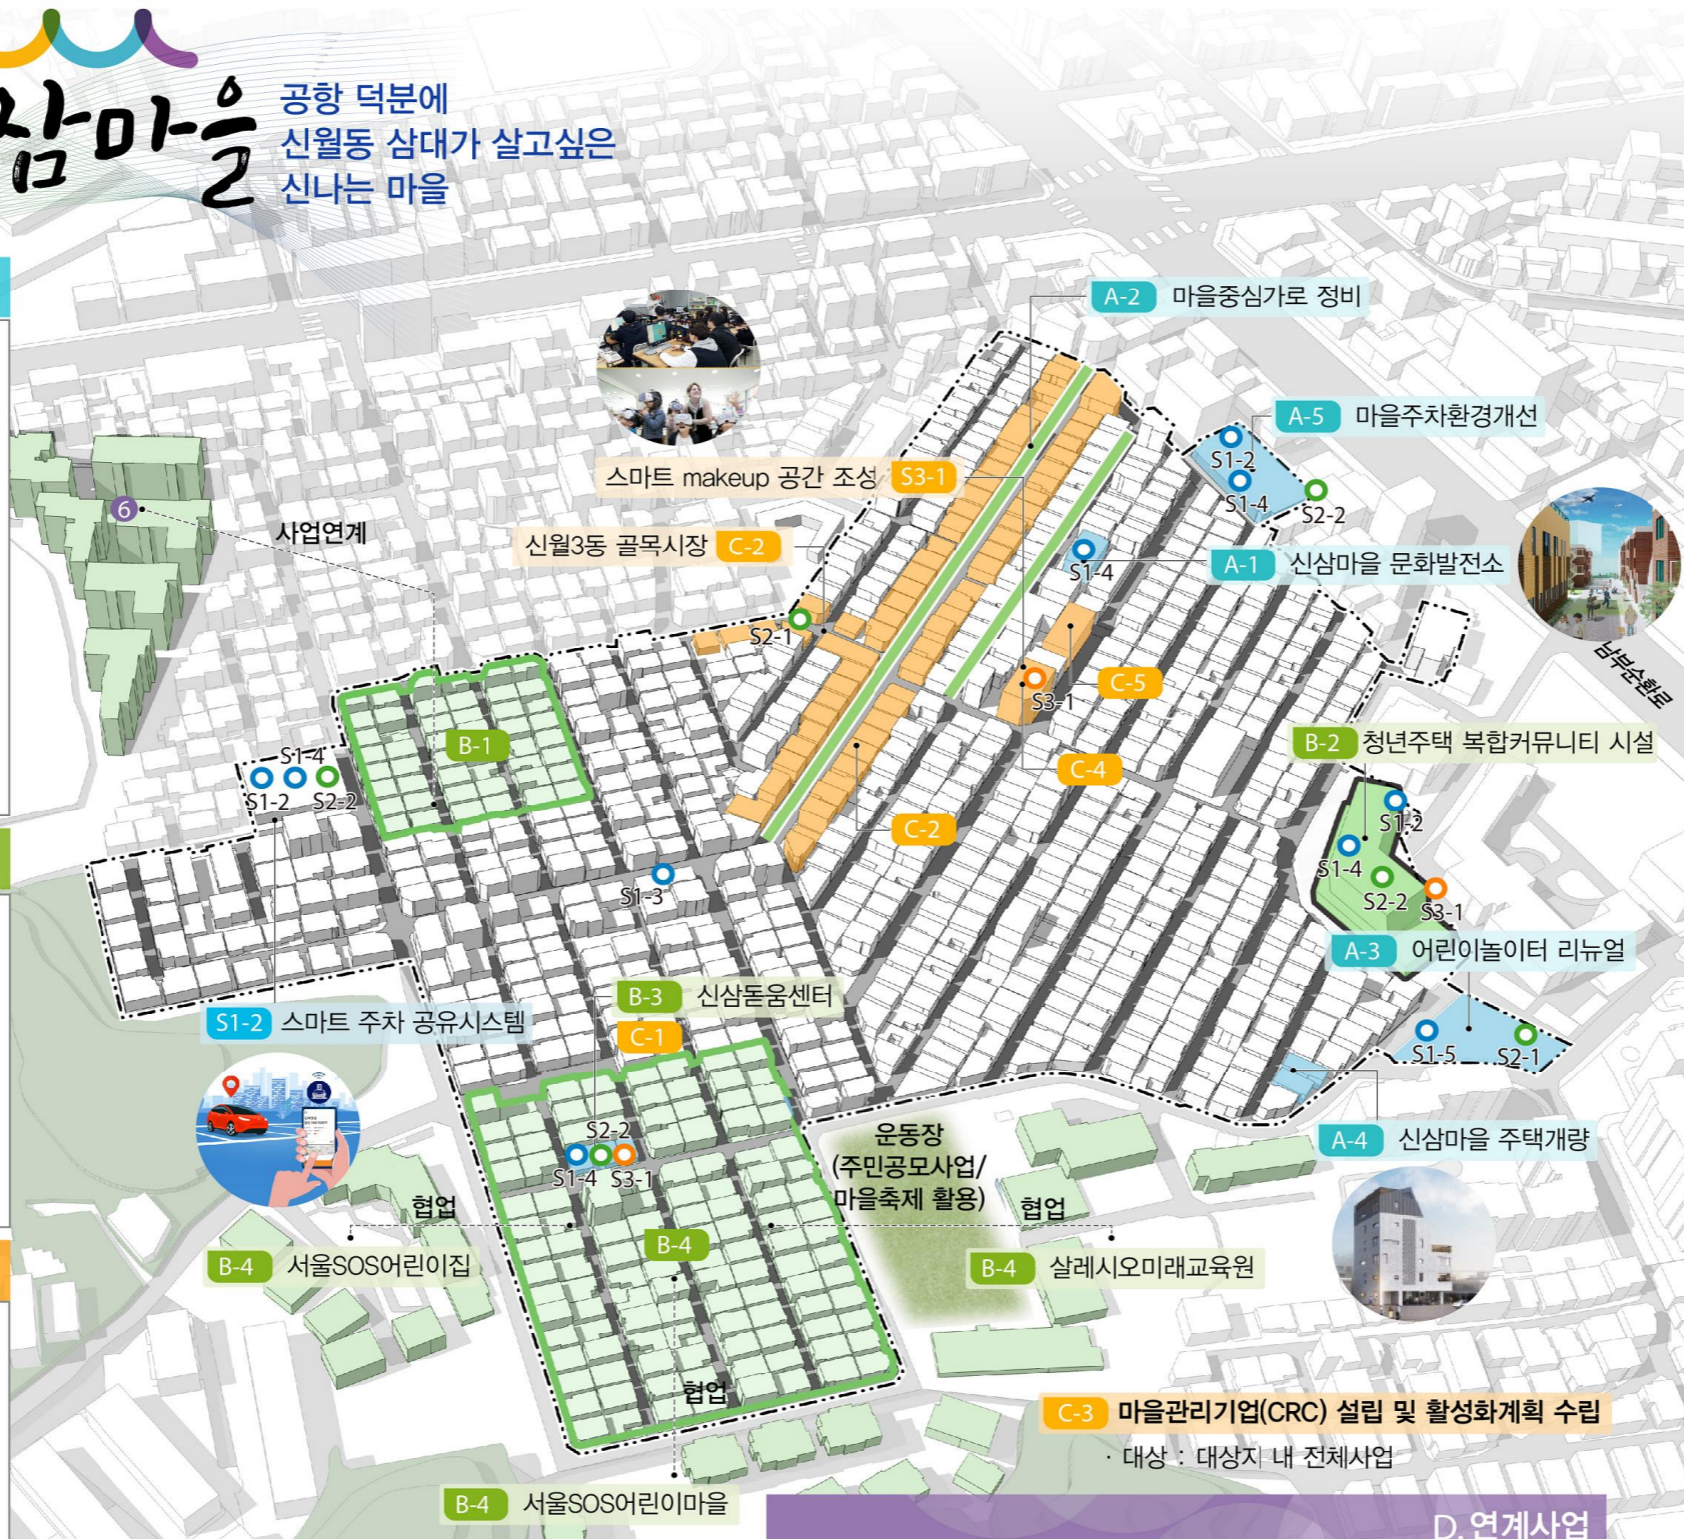 삼마을
공항 덕분에
신월동 삼대가 살고싶은
신나는 마을
A-2 마을중심가로 정비
A-5 마을주차환경개선
S1-2
S1-4
S2-2
스마트 makeup 공간 조성 S3-1
6
사업연계
신월3동 골목시장 C-2
S1-4
A-1 신삼마을 문화발전소
S2-1
남부순환로
S3-1
C-5
B-1
B-2 청년주택 복합커뮤니티 시설
S1-4
S1-2
S2-2
C-4
C-2
S1-2
S1-4
S2-2
S3-1
S1-3
A-3 어린이놀이터 리뉴얼
B-3 신삼돋움센터
S1-2 스마트 주차 공유시스템
C-1
S1-5
S2-1
운동장
(주민공모사업/
마을축제 활용)
A-4 신삼마을 주택개량
S2-2
S1-4
S3-1
협업
협업
B-4
B-4 서울SOS어린이집
B-4 살레시오미래교육원
협업
C-3 마을관리기업(CRC) 설립 및 활성화계획 수립
· 대상 : 대상지 내 전체사업
B-4 서울SOS어린이마을
D.연계사업